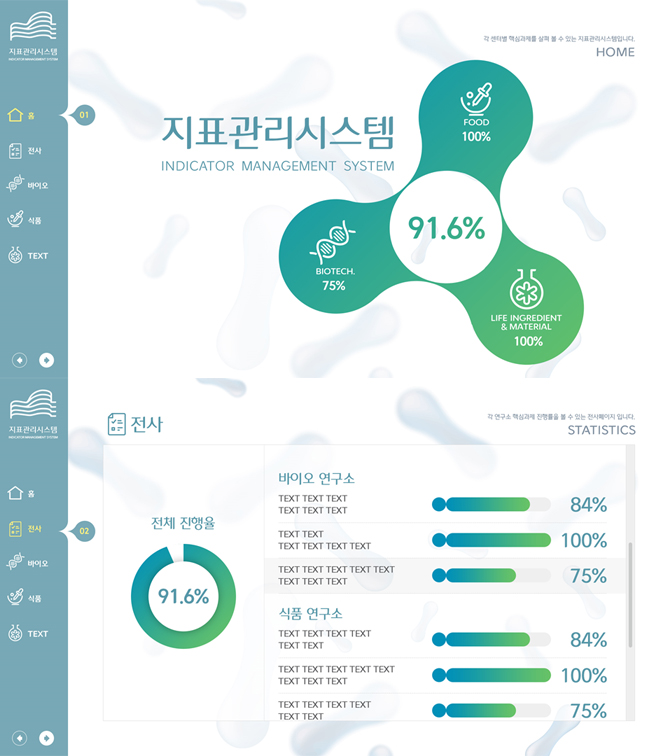 지표관리시스템
INDICATOR MANAGEMENT SYSTEM
홈
01
전사
바이오
식품
TEXT
각 센터별 핵심과제를 살펴 볼 수 있는 지표관리시스템입니다.
HOME
지표관리시스템
INDICATOR MANAGEMENT SYSTEM
FOOD
100%
91.6%
BIOTECH.
75%
LIFE INGREDIENT
& MATERIAL
100%
지표관리시스템
INDICATOR MANAGEMENT SYSTEM
홈
전사
02
바이오
식품
TEXT
전사
각 연구소 핵심과제 진행률을 볼 수 있는 전사페이지 입니다.
STATISTICS
전체 진행율
91.6%
바이오 연구소
TEXT TEXT TEXT
TEXT TEXT TEXT
84%
TEXT TEXT
TEXT TEXT TEXT TEXT
100%
TEXT TEXT TEXT TEXT TEXT
TEXT TEXT TEXT
75%
식품 연구소
TEXT TEXT TEXT TEXT
TEXT TEXT
84%
TEXT TEXT TEXT TEXT TEXT
TEXT TEXT TEXT
100%
TEXT TEXT TEXT TEXT
TEXT TEXT
75%